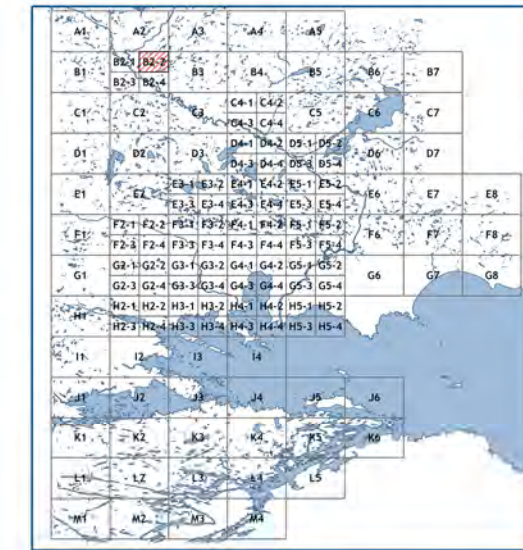 A1 A2 A3 A4 A5
B1 B2-1 B2-2 B3 B4 B5 B6 B7
B2-3 B2-4
C1 C2 C3 C4-1 C4-2 C5 C6 C7
C4-3 C4-4
D1 D2 D3 D4-1 D4-2 D5-1 D5-2 D6 D7
D4-3 D4-4 D5-3 D5-4
E1 E2 E3-1 E3-2 E4-1 E4-2 E5-1 E5-2 E6 E7 E8
E3-3 E3-4 E4-3 E4-4 E5-3 E5-4
F1 F2-1 F2-2 F3-1 F3-2 F4-1 F4-2 F5-1 F5-2 F6 F7 F8
F2-3 F2-4 F3-3 F3-4 F4-3 F4-4 F5-3 F5-4
G1 G2-1 G2-2 G3-1 G3-2 G4-1 G4-2 G5-1 G5-2 G6 G7 G8
G2-3 G2-4 G3-3 G3-4 G4-3 G4-4 G5-3 G5-4
H1 H2-1 H2-2 H3-1 H3-2 H4-1 H4-2 H5-1 H5-2
H2-3 H2-4 H3-3 H3-4 H4-3 H4-4 H5-3 H5-4
I1 I2 I3 I4
J1 J2 J3 J4 J5 J6
K1 K2 K3 K4 K5 K6
L1 L2 L3 L4 L5
M1 M2 M3 M4